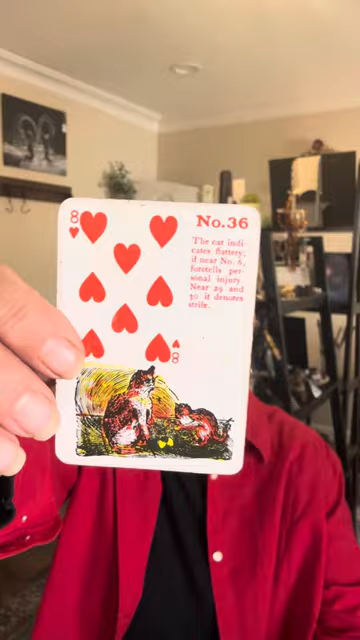 8
No.36
The cat indi-
cates flattery;
if near No. 6,
foretells per-
sonal injury.
Near 29 and
30 it denotes
strife.
8